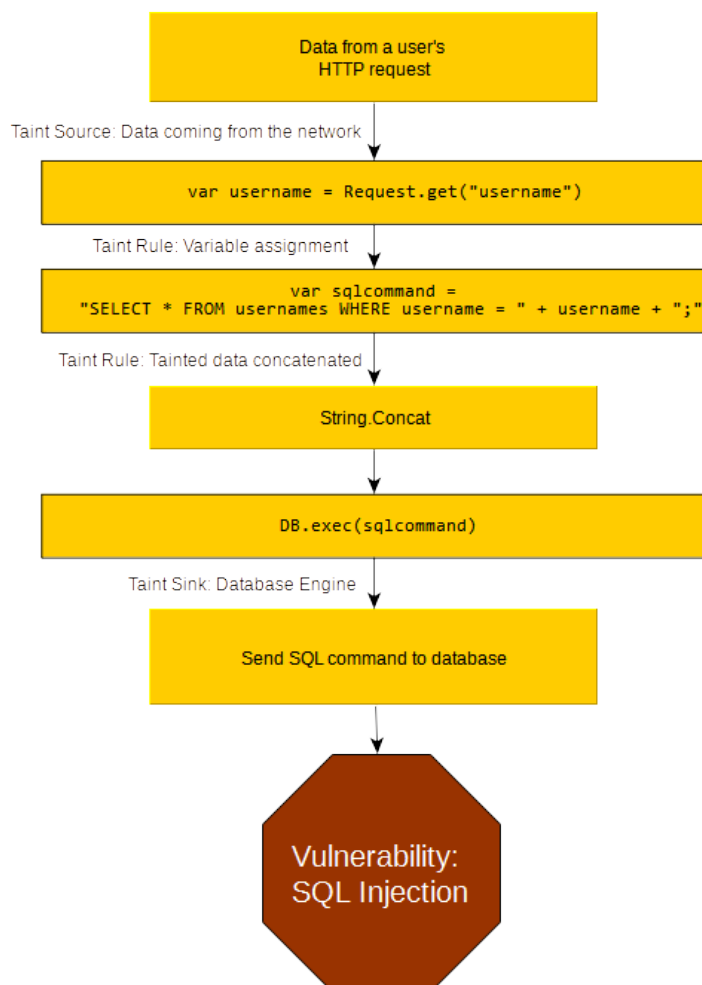 Data from a user's
HTTP request
Taint Source: Data coming from the network
var username = Request.get("username")
Taint Rule: Variable assignment
var sqlcommand =
"SELECT * FROM usernames WHERE username = " + username + ";"
Taint Rule: Tainted data concatenated
String.Concat
DB.exec(sqlcommand)
Taint Sink: Database Engine
Send SQL command to database
Vulnerability:
SQL Injection